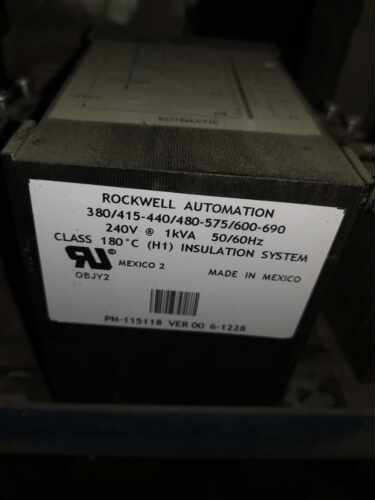 ROCKWELL AUTOMATION
380/415-440/480-575/600-690
240V @ 1kVA 50/60Hz
CLASS 180°C (H1) INSULATION SYSTEM
MEXICO 2
MADE IN MEXICO
OBJY2
PN-115118 VER 00 6-1228